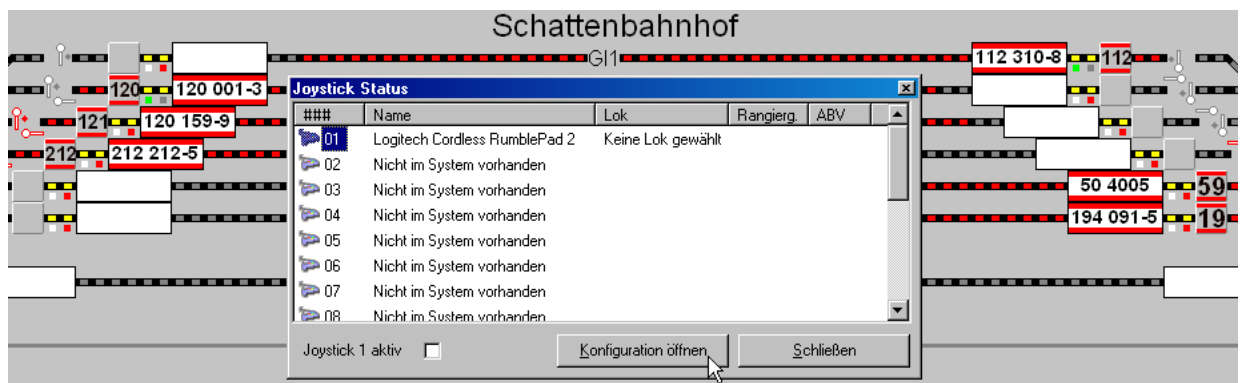 Schattenbahnhof
Gl1
112 310-8 112
120 120 001-3
121 120 159-9
212 212 212-5
50 4005 59
194 091-5 19
Joystick Status
### Name Lok Rangierg. ABV
01 Logitech Cordless RumblePad 2 Keine Lok gewählt
02 Nicht im System vorhanden
03 Nicht im System vorhanden
04 Nicht im System vorhanden
05 Nicht im System vorhanden
06 Nicht im System vorhanden
07 Nicht im System vorhanden
08 Nicht im System vorhanden
Joystick 1 aktiv Konfiguration öffnen Schließen